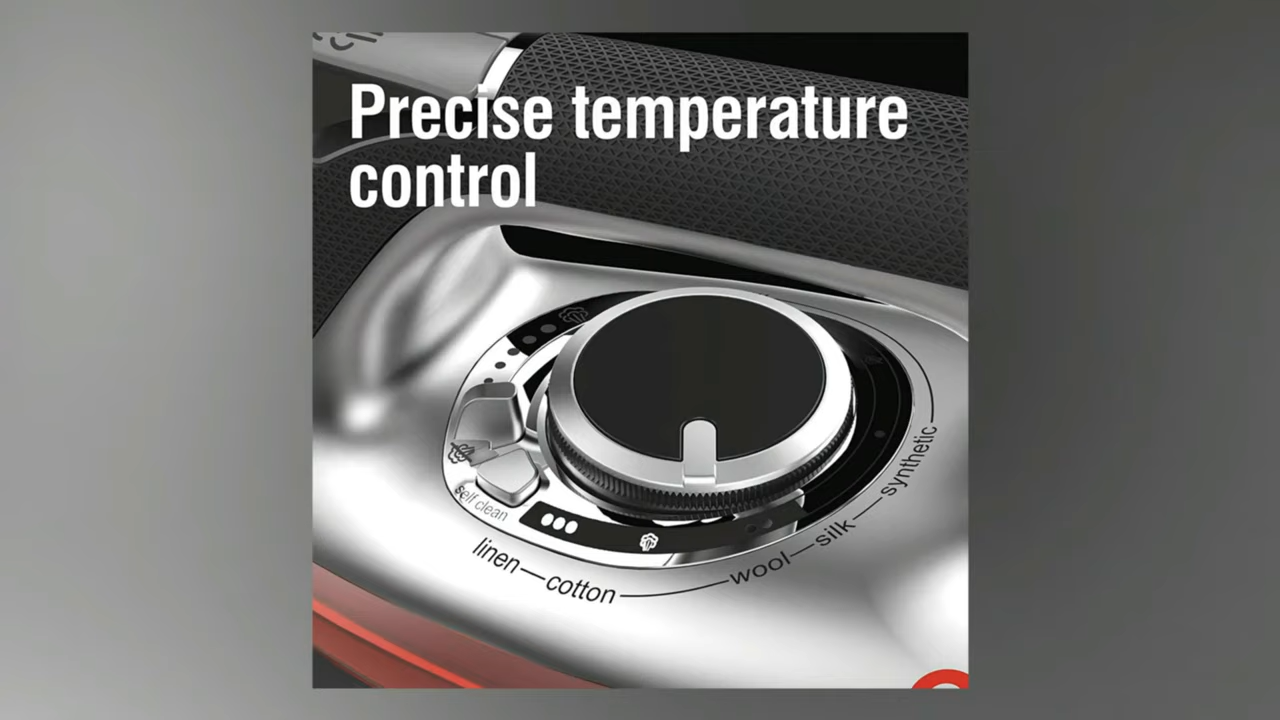 Precise temperature
control
synthetic
self clean
linen—cotton—wool—silk